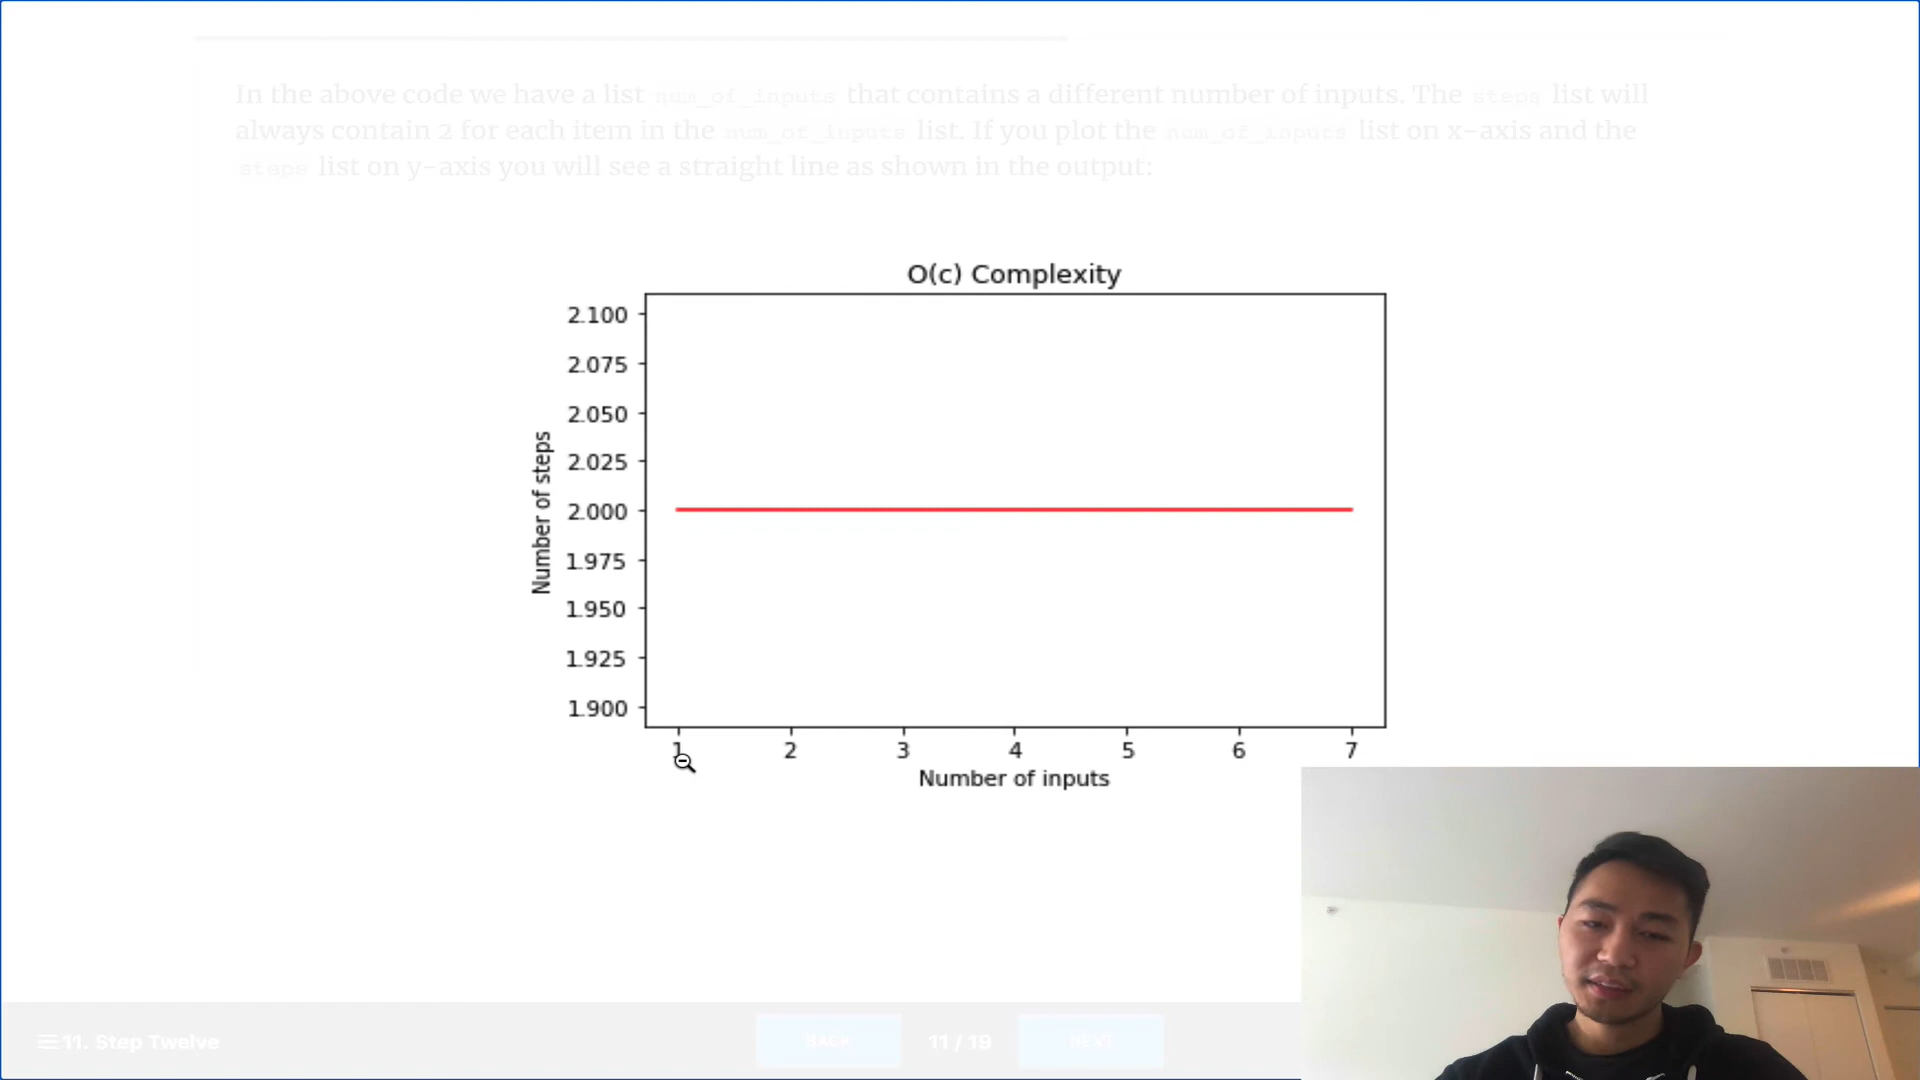 In the above code we have a list num_of_inputs that contains a different number of inputs. The steps list will
always contain 2 for each item in the num_of_inputs list. If you plot the num_of_inputs list on x-axis and the
steps list on y-axis you will see a straight line as shown in the output:
O(c) Complexity
2.100
2.075
2.050
2.025
2.000
1.975
1.950
1.925
1.900
Number of steps
1 2 3 4 5 6 7
Number of inputs
11. Step Twelve
BACK
11 / 19
NEXT